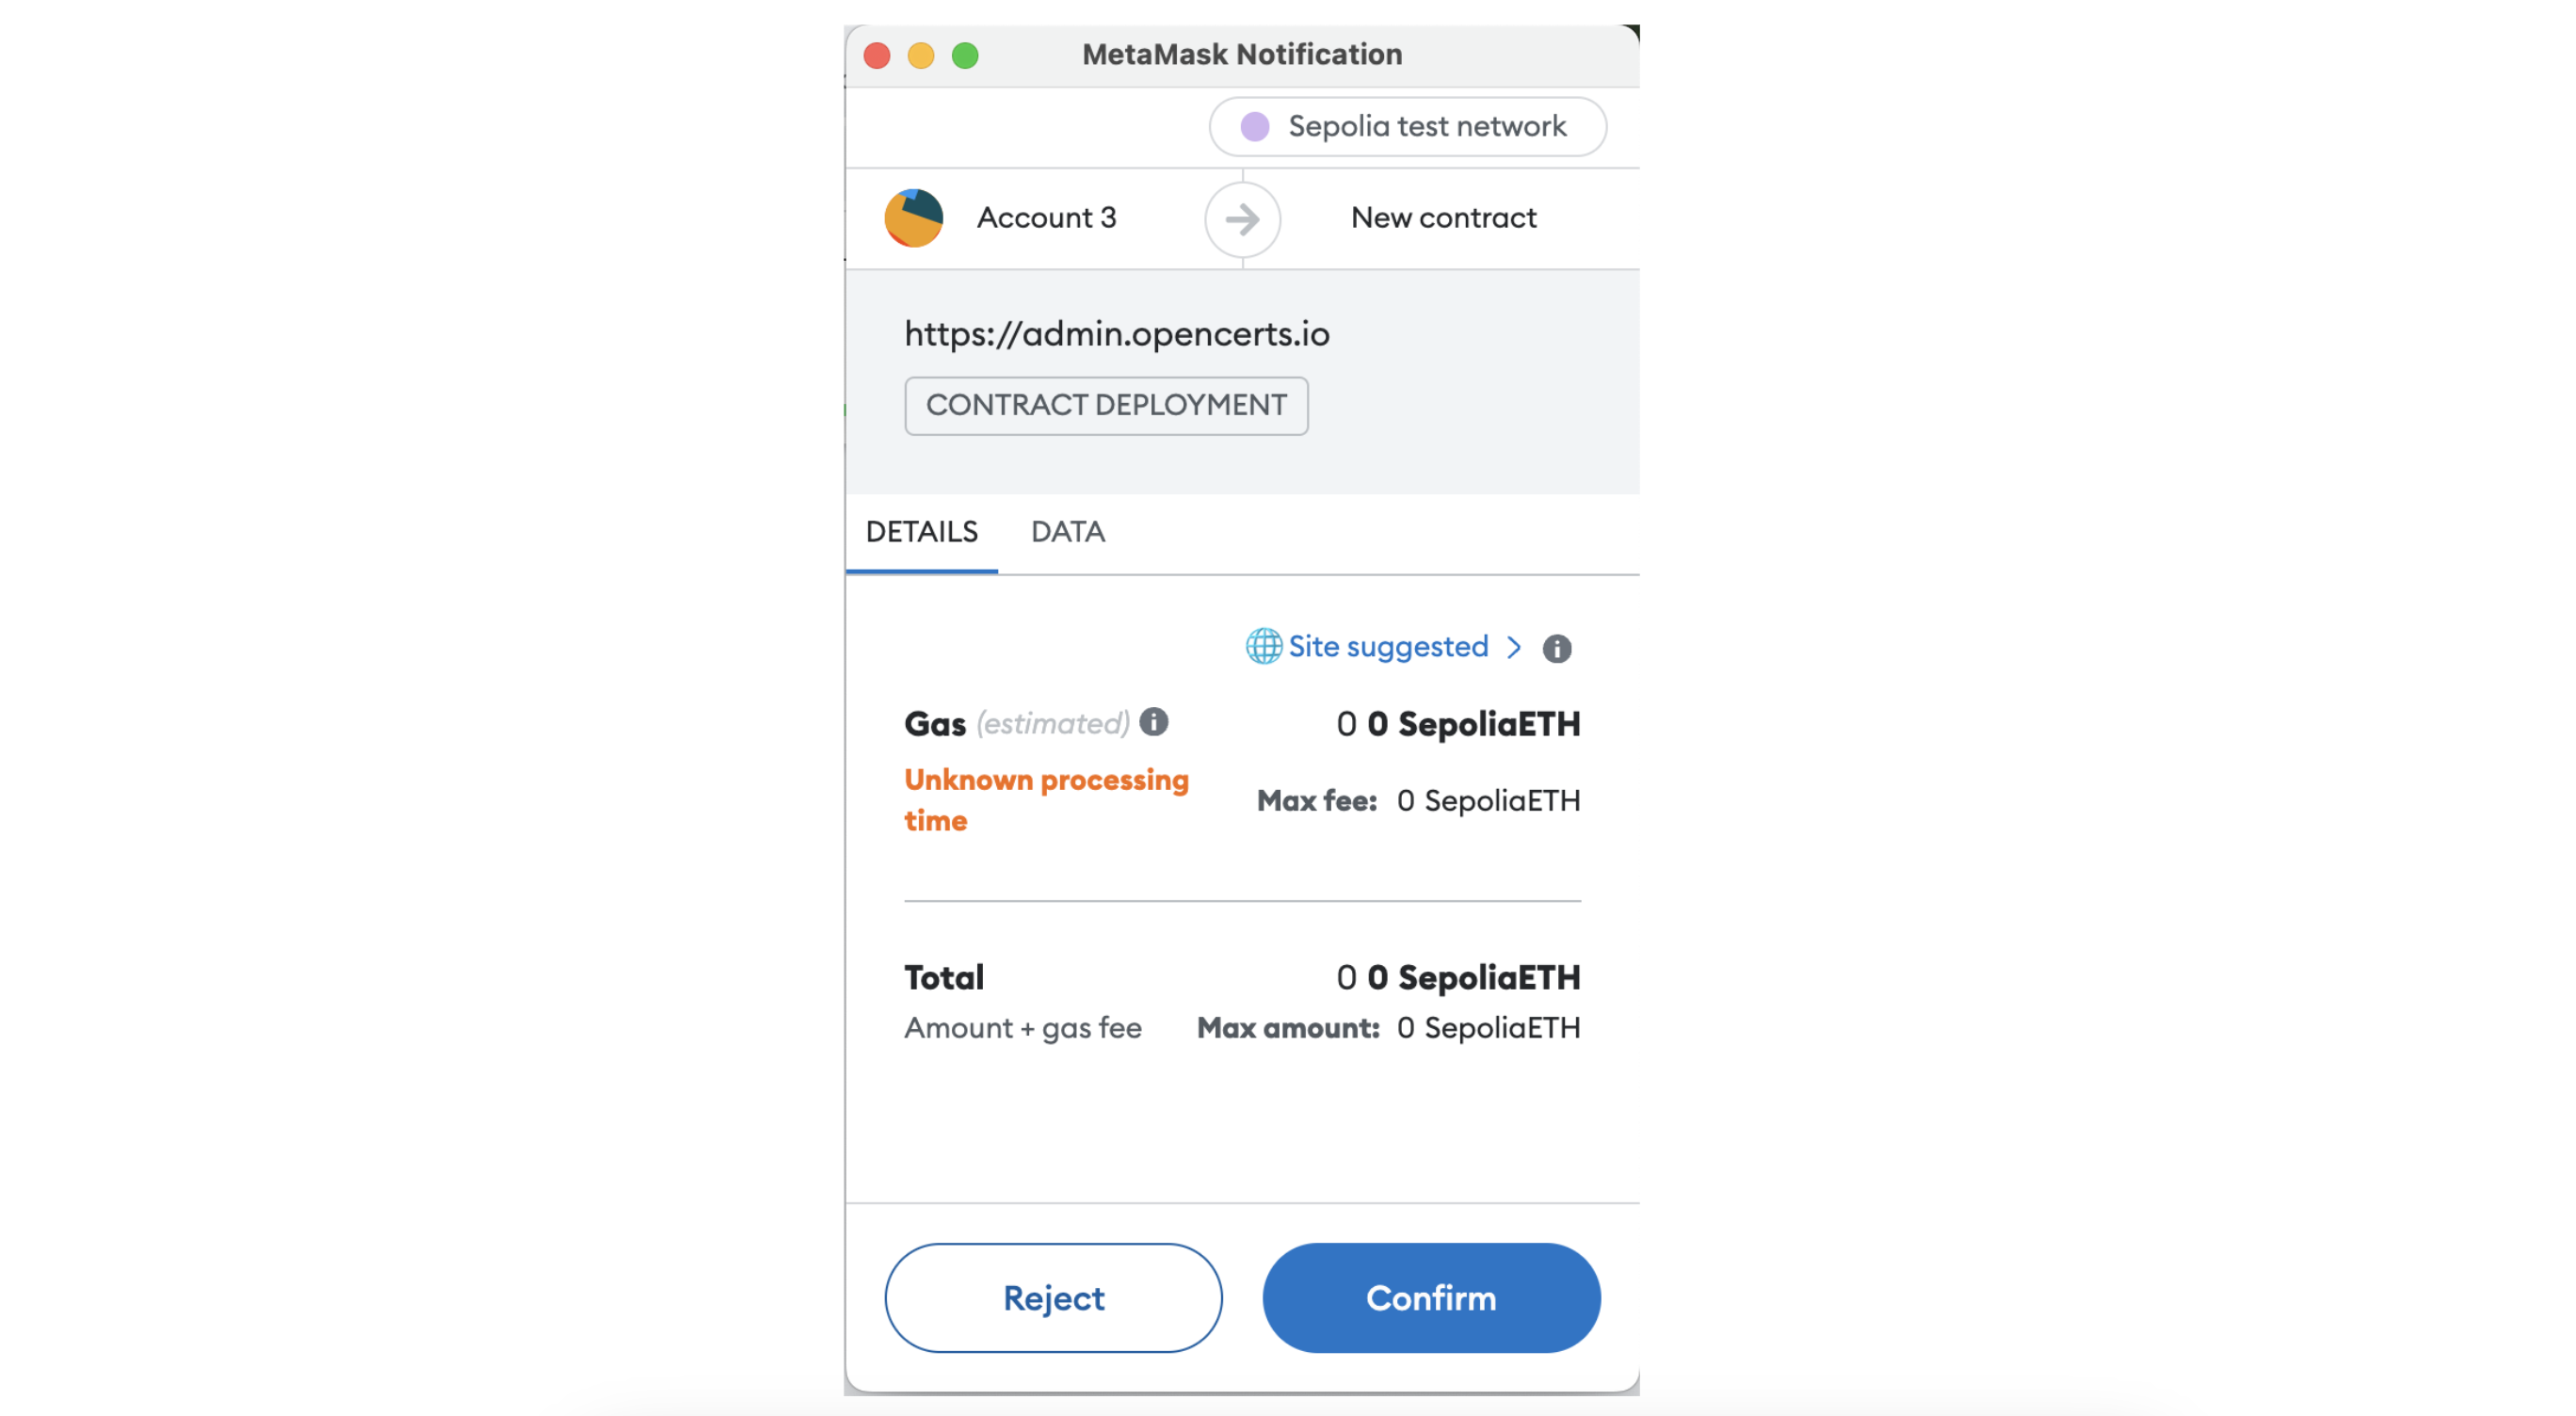 MetaMask Notification
Sepolia test network
Account 3
New contract
https://admin.opencerts.io
CONTRACT DEPLOYMENT
DETAILS DATA
Site suggested >
Gas (estimated) 0 0 SepoliaETH
Unknown processing
time
Max fee: 0 SepoliaETH
Total 0 0 SepoliaETH
Amount + gas fee Max amount: 0 SepoliaETH
Reject Confirm